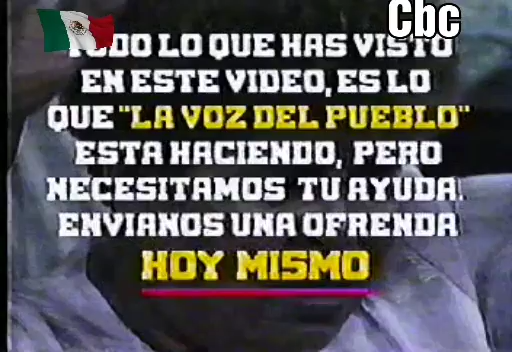 Cbc
TODO LO QUE HAS VISTO
EN ESTE VIDEO, ES LO
QUE "LA VOZ DEL PUEBLO"
ESTA HACIENDO, PERO
NECESITAMOS TU AYUDA.
ENVIANOS UNA OFRENDA
HOY MISMO